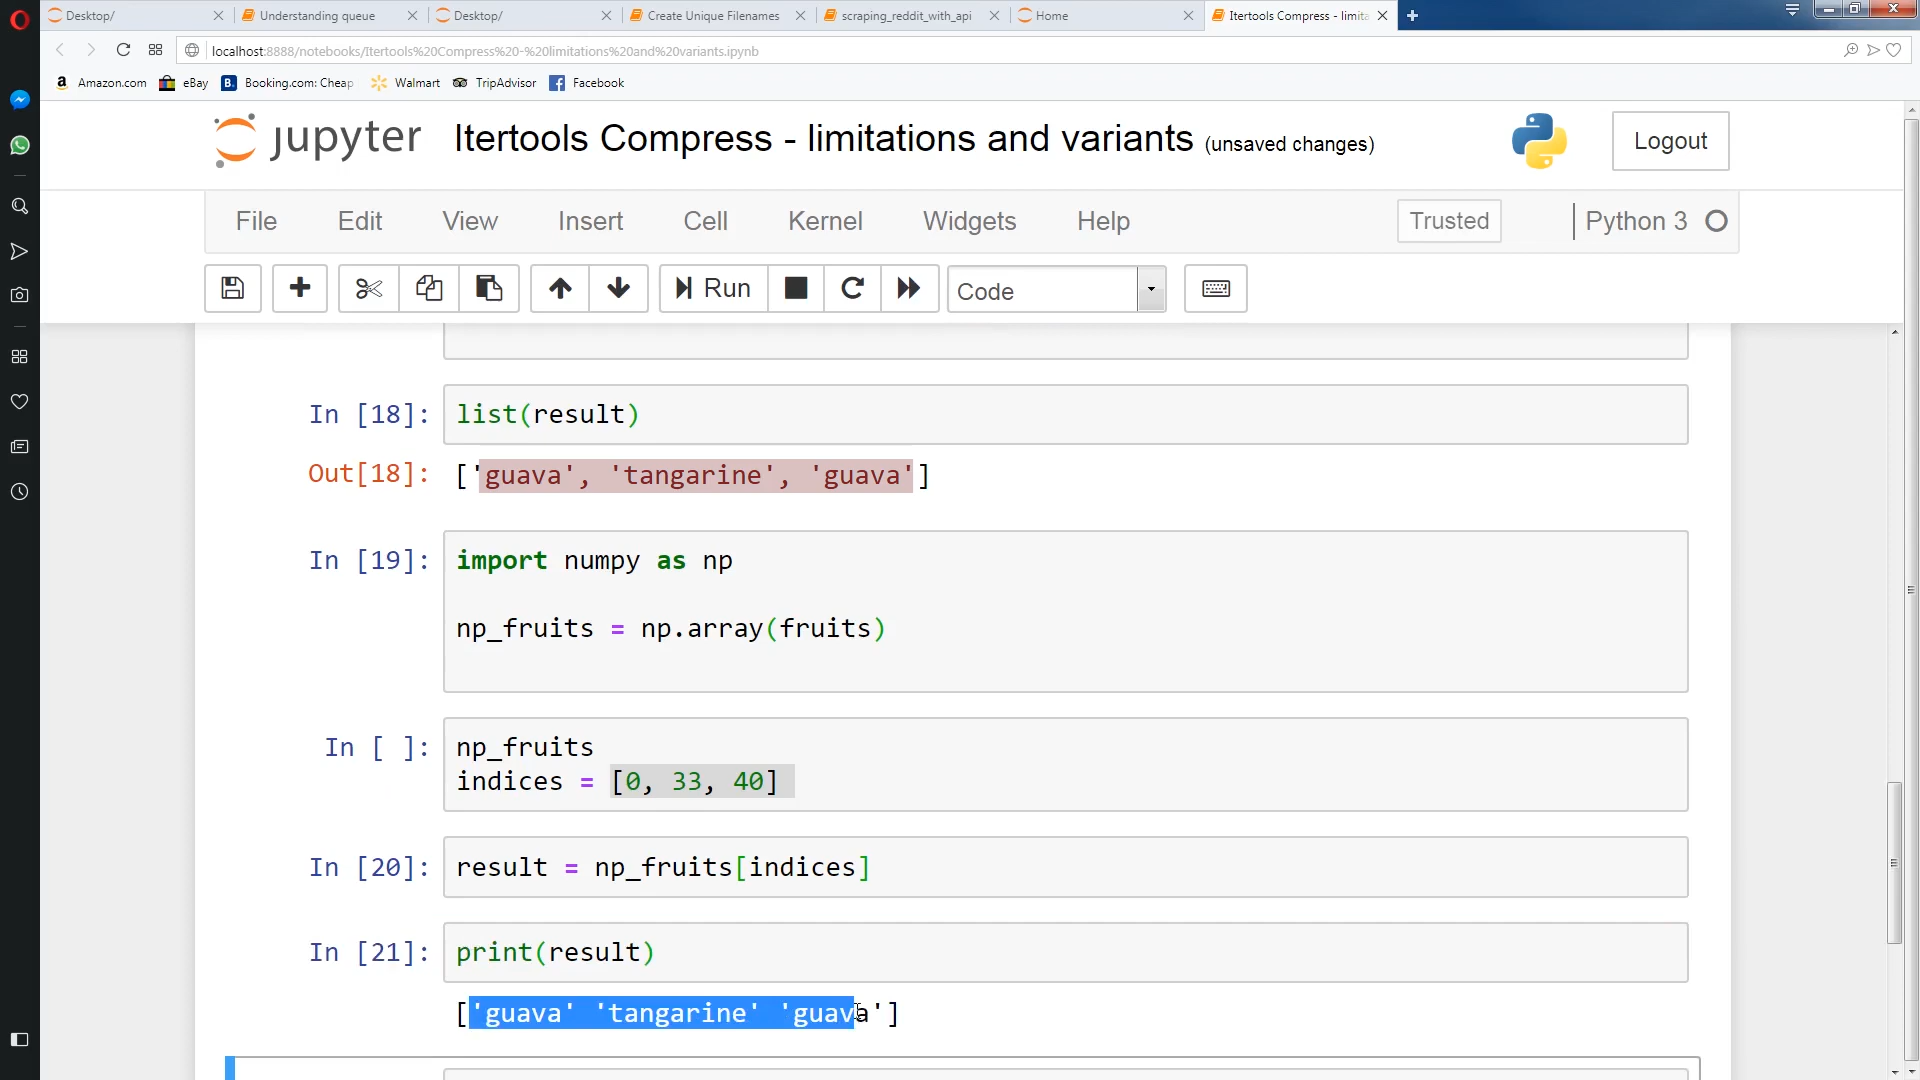 Desktop/
Understanding queue
Desktop/
Create Unique Filenames
scraping_reddit_with_api
Home
Itertools Compress - limita
localhost:8888/notebooks/Itertools%20Compress%20-%20limitations%20and%20variants.ipynb
Amazon.com
eBay
Booking.com: Cheap
Walmart
TripAdvisor
Facebook
jupyter Itertools Compress - limitations and variants (unsaved changes)
Logout
File Edit View Insert Cell Kernel Widgets Help
Trusted
Python 3
Run
Code
In [18]: list(result)
Out[18]: ['guava', 'tangarine', 'guava']
In [19]: import numpy as np
np_fruits = np.array(fruits)
In [ ]: np_fruits
indices = [0, 33, 40]
In [20]: result = np_fruits[indices]
In [21]: print(result)
['guava' 'tangarine' 'guava']